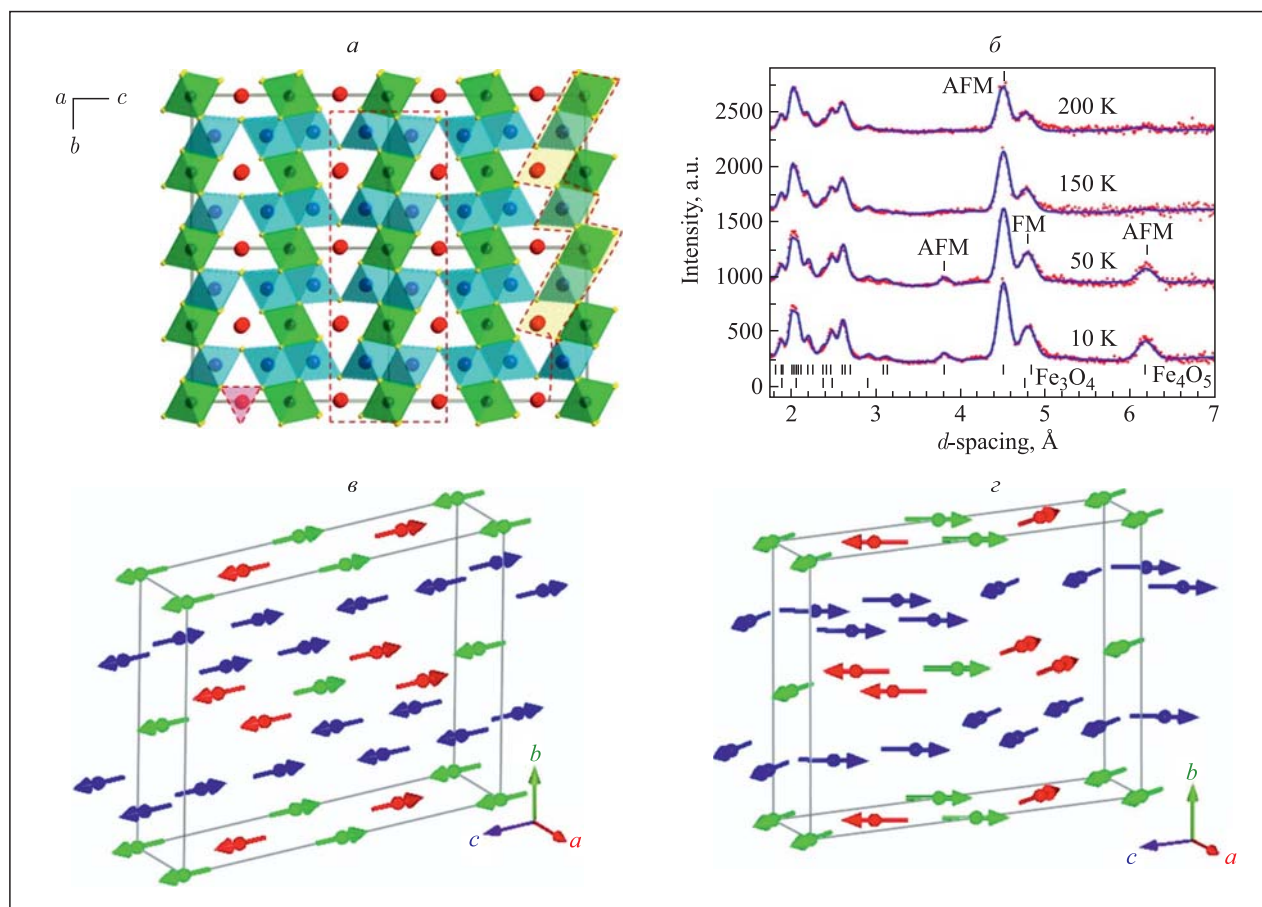 а
б
a
c
b
AFM
200 K
2500
2000
150 K
Intensity, a.u.
1500
AFM
FM
AFM
50 K
1000
500
10 K
Fe₃O₄
Fe₄O₅
0
2 3 4 5 6 7
d-spacing, Å
в
г
b
c
a
b
c
a